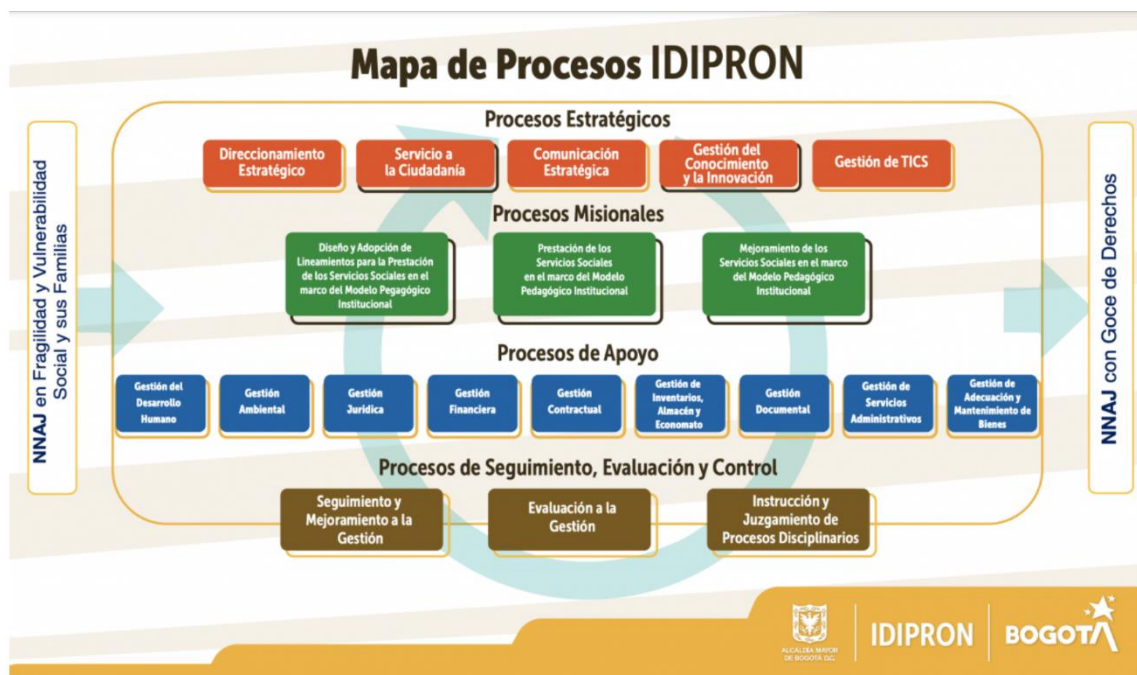 Mapa de Procesos IDIPRON
NNAJ en Fragilidad y Vulnerabilidad
Social y sus Familias
Procesos Estratégicos
Direccionamiento
Estratégico
Servicio a
la Ciudadanía
Comunicación
Estratégica
Gestión del
Conocimiento
y la Innovación
Gestión de TICS
Procesos Misionales
Diseño y Adopción de
Lineamientos para la Prestación
de los Servicios Sociales en el
marco del Modelo Pegagógico
Institucional
Prestación de los
Servicios Sociales
en el marco del Modelo
Pedagógico Institucional
Mejoramiento de los
Servicios Sociales en el marco
del Modelo Pedagógico
Institucional
Procesos de Apoyo
Gestión del
Desarrollo
Humano
Gestión
Ambiental
Gestión
Jurídica
Gestión
Financiera
Gestión
Contractual
Gestión de
Inventarios,
Almacén y
Economato
Gestión
Documental
Gestión de
Servicios
Administrativos
Gestión de
Adecuación y
Mantenimiento de
Bienes
Procesos de Seguimiento, Evaluación y Control
Seguimiento y
Mejoramiento a la
Gestión
Evaluación a la
Gestión
Instrucción y
Juzgamiento de
Procesos Disciplinarios
NNAJ con Goce de Derechos
ALCALDÍA MAYOR
DE BOGOTÁ D.C.
IDIPRON
BOGOTÁ